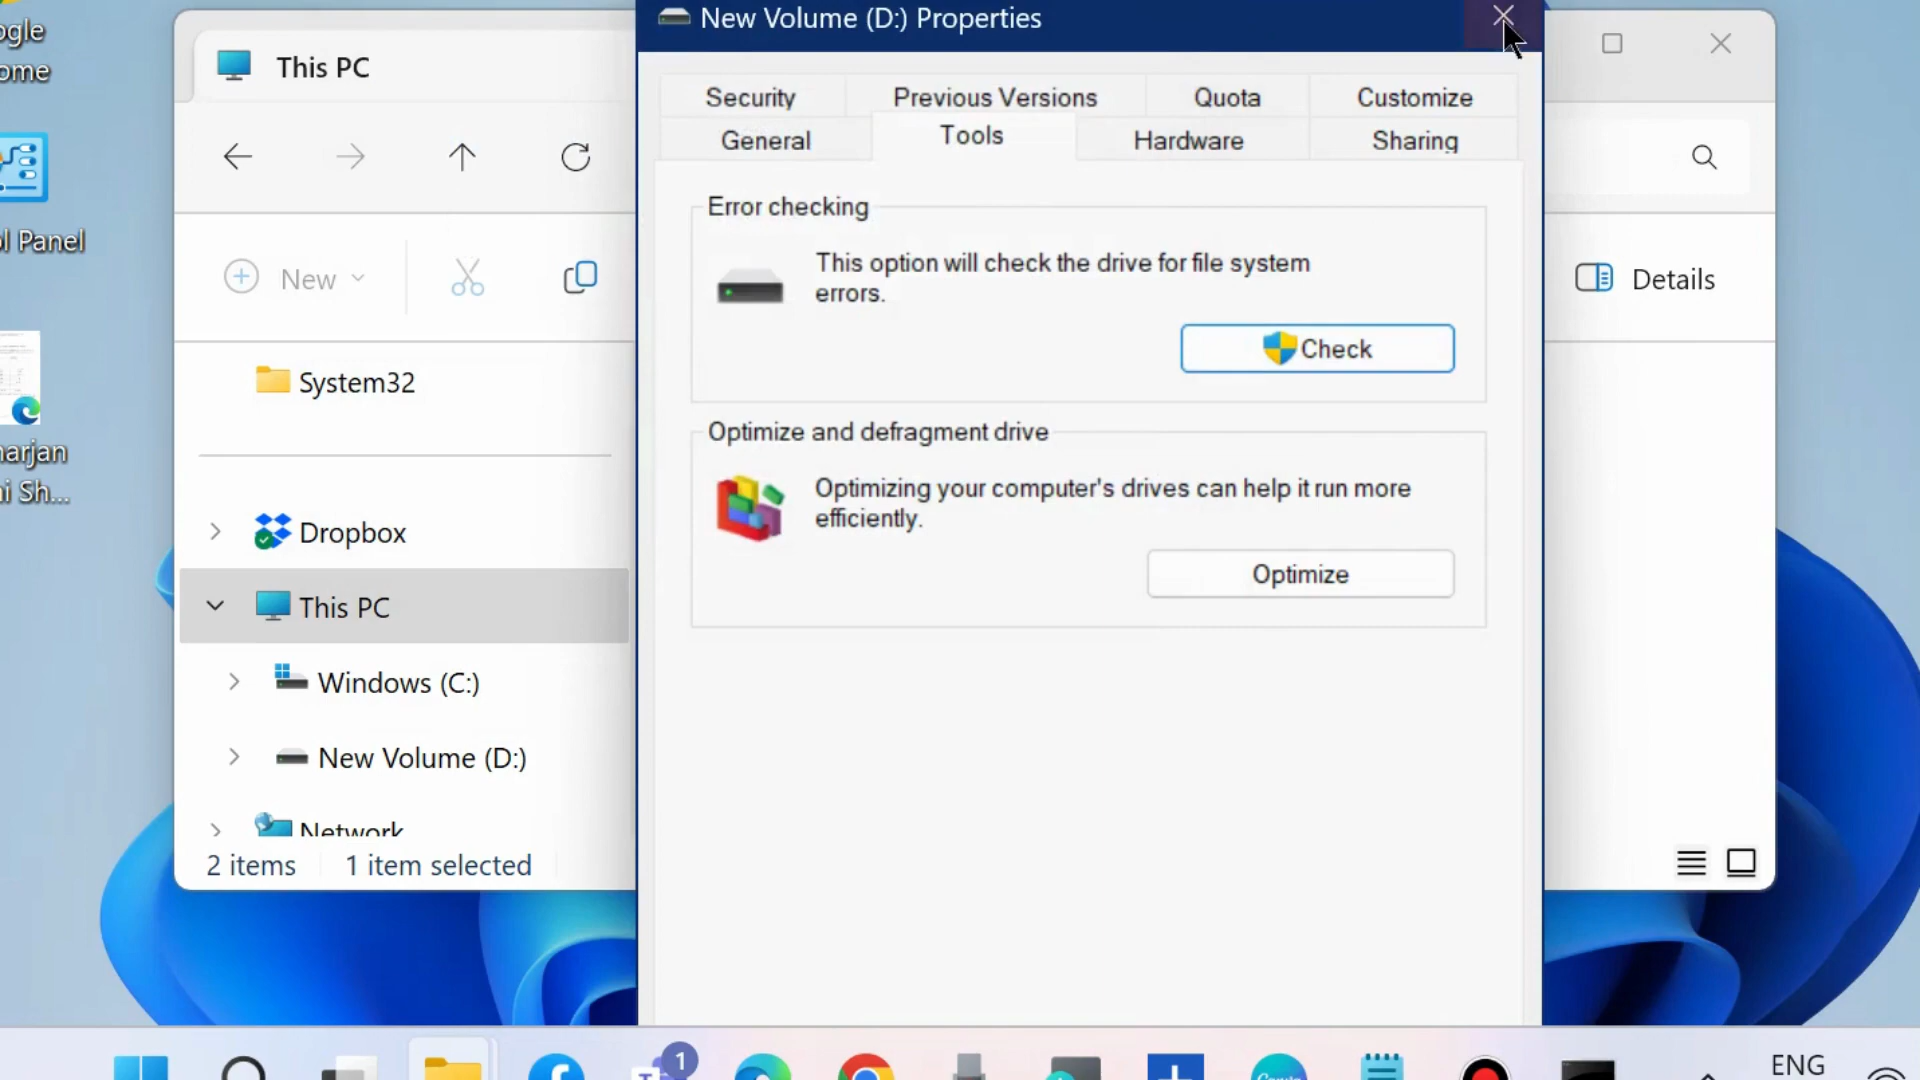 ogle
ome
l Panel
narjan
ni Sh...
This PC
New
System32
Dropbox
This PC
Windows (C:)
New Volume (D:)
Network
2 items 1 item selected
New Volume (D:) Properties
Security Previous Versions Quota Customize
General Tools Hardware Sharing
Error checking
This option will check the drive for file system
errors.
Check
Optimize and defragment drive
Optimizing your computer's drives can help it run more
efficiently.
Optimize
Details
1
ENG